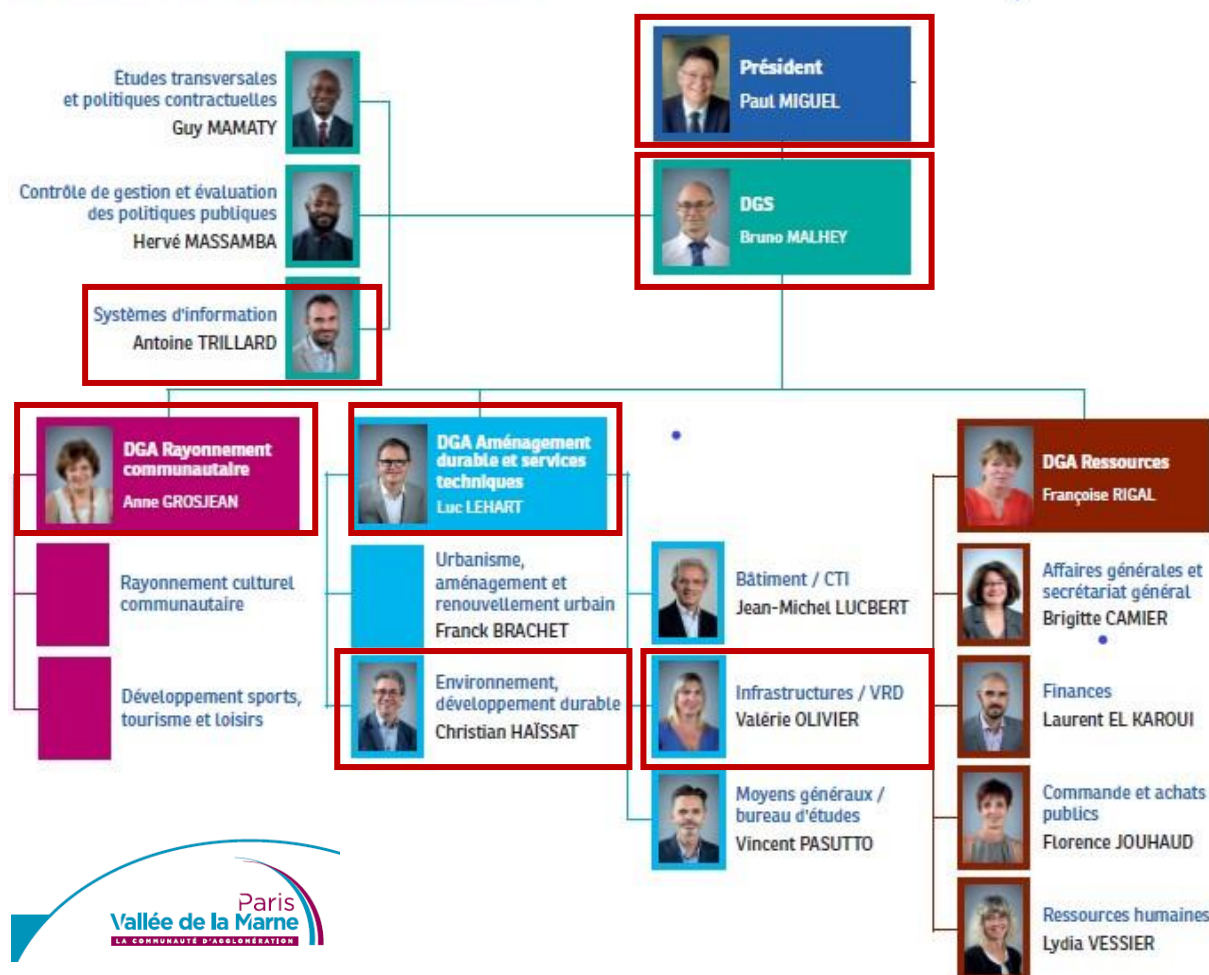 Études transversales
et politiques contractuelles
Guy MAMATY
Contrôle de gestion et évaluation
des politiques publiques
Hervé MASSAMBA
Systèmes d'information
Antoine TRILLARD
Président
Paul MIGUEL
DGS
Bruno MALHEY
DGA Rayonnement
communautaire
Anne GROSJEAN
Rayonnement culturel
communautaire
Développement sports,
tourisme et loisirs
DGA Aménagement
durable et services
techniques
Luc LEHART
Urbanisme,
aménagement et
renouvellement urbain
Franck BRACHET
Environnement,
développement durable
Christian HAÏSSAT
Bâtiment / CTI
Jean-Michel LUCBERT
Infrastructures / VRD
Valérie OLIVIER
Moyens généraux /
bureau d'études
Vincent PASUTTO
DGA Ressources
Françoise RIGAL
Affaires générales et
secrétariat général
Brigitte CAMIER
Finances
Laurent EL KAROUI
Commande et achats
publics
Florence JOUHAUD
Ressources humaines
Lydia VESSIER
Paris
Vallée de la Marne
LA COMMUNAUTÉ D'AGGLOMÉRATION